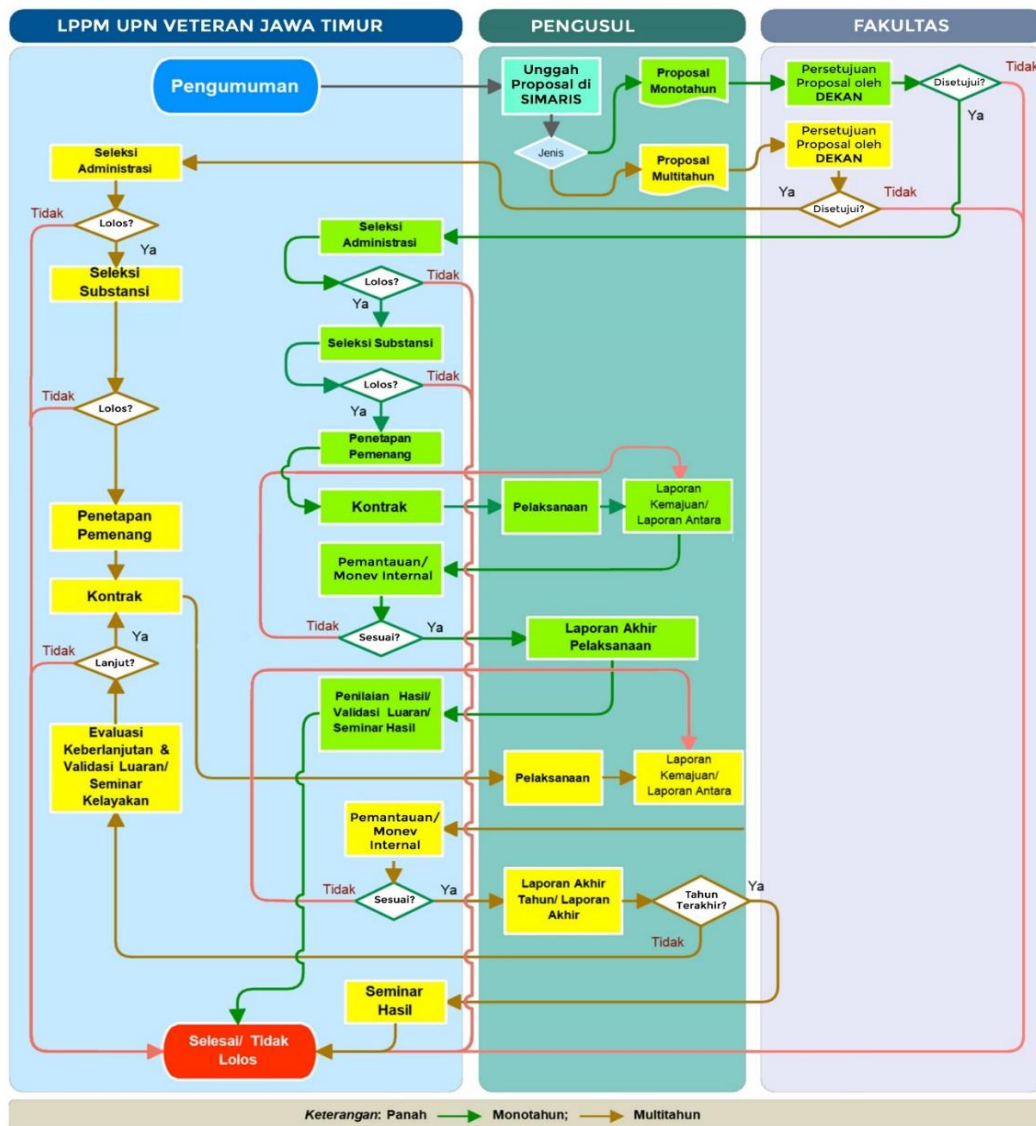 LPPM UPN VETERAN JAWA TIMUR
PENGUSUL
FAKULTAS
Pengumuman
Unggah
Proposal di
SIMARIS
Jenis
Proposal
Monotahun
Persetujuan
Proposal oleh
DEKAN
Disetujui?
Tidak
Ya
Proposal
Multitahun
Persetujuan
Proposal oleh
DEKAN
Ya
Disetujui?
Tidak
Seleksi
Administrasi
Tidak
Lolos?
Ya
Seleksi
Substansi
Tidak
Lolos?
Penetapan
Pemenang
Kontrak
Ya
Tidak
Lanjut?
Evaluasi
Keberlanjutan &
Validasi Luaran/
Seminar
Kelayakan
Seleksi
Administrasi
Lolos?
Tidak
Ya
Seleksi Substansi
Lolos?
Tidak
Ya
Penetapan
Pemenang
Kontrak
Pelaksanaan
Laporan
Kemajuan/
Laporan Antara
Pemantauan/
Monev Internal
Tidak
Sesuai?
Ya
Laporan Akhir
Pelaksanaan
Penilaian Hasil/
Validasi Luaran/
Seminar Hasil
Pelaksanaan
Laporan
Kemajuan/
Laporan Antara
Pemantauan/
Monev
Internal
Tidak
Sesuai?
Ya
Laporan Akhir
Tahun/ Laporan
Akhir
Tahun
Terakhir?
Ya
Tidak
Seminar
Hasil
Selesai/ Tidak
Lolos
Keterangan: Panah Monotahun; Multitahun